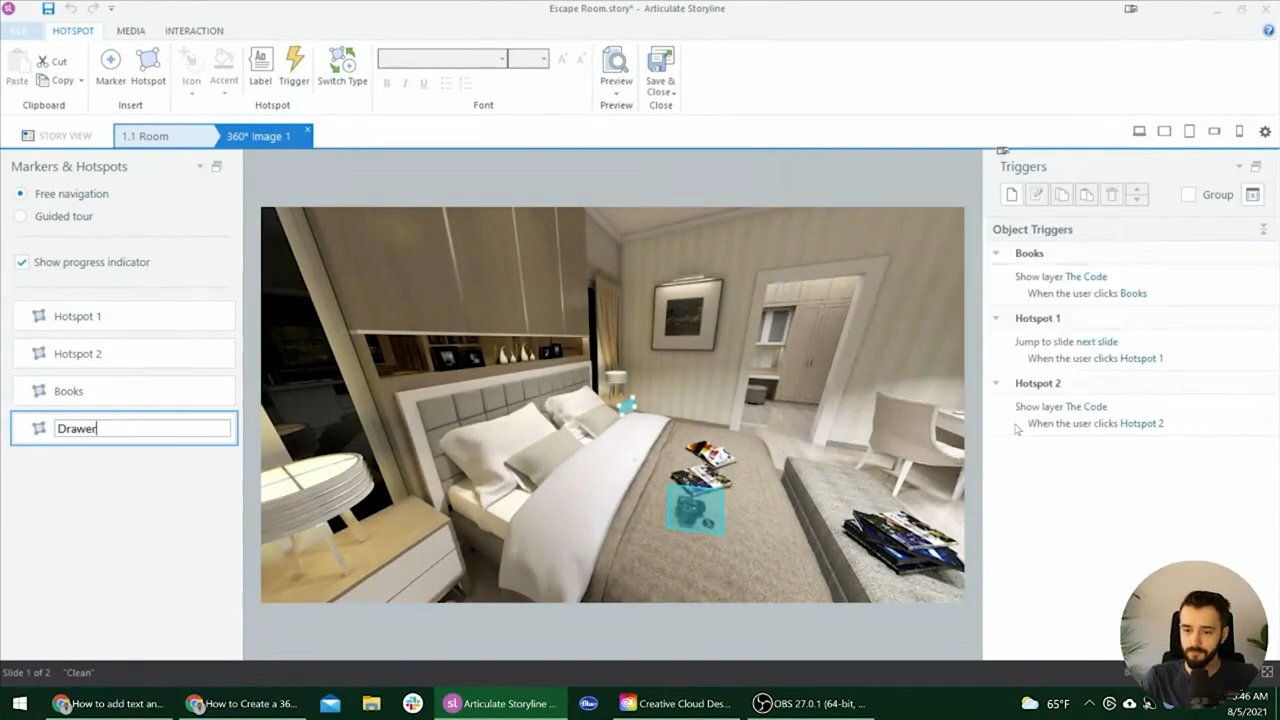 Escape Room.story* - Articulate Storyline
HOTSPOT
MEDIA
INTERACTION
Paste
Cut
Copy
Clipboard
Marker
Hotspot
Insert
Icon
Accent
Label
Trigger
Switch Type
Hotspot
B I U
Font
Preview
Preview
Save &
Close
Close
STORY VIEW
1.1 Room
360° Image 1
Markers & Hotspots
Free navigation
Guided tour
Show progress indicator
Hotspot 1
Hotspot 2
Books
Drawer
Triggers
Group
Object Triggers
Books
Show layer The Code
When the user clicks Books
Hotspot 1
Jump to slide next slide
When the user clicks Hotspot 1
Hotspot 2
Show layer The Code
When the user clicks Hotspot 2
Slide 1 of 2
"Clean"
How to add text an...
How to Create a 36...
Articulate Storyline ...
Blue
Creative Cloud Des...
OBS 27.0.1 (64-bit, ...
65°F
:46 AM
8/5/2021